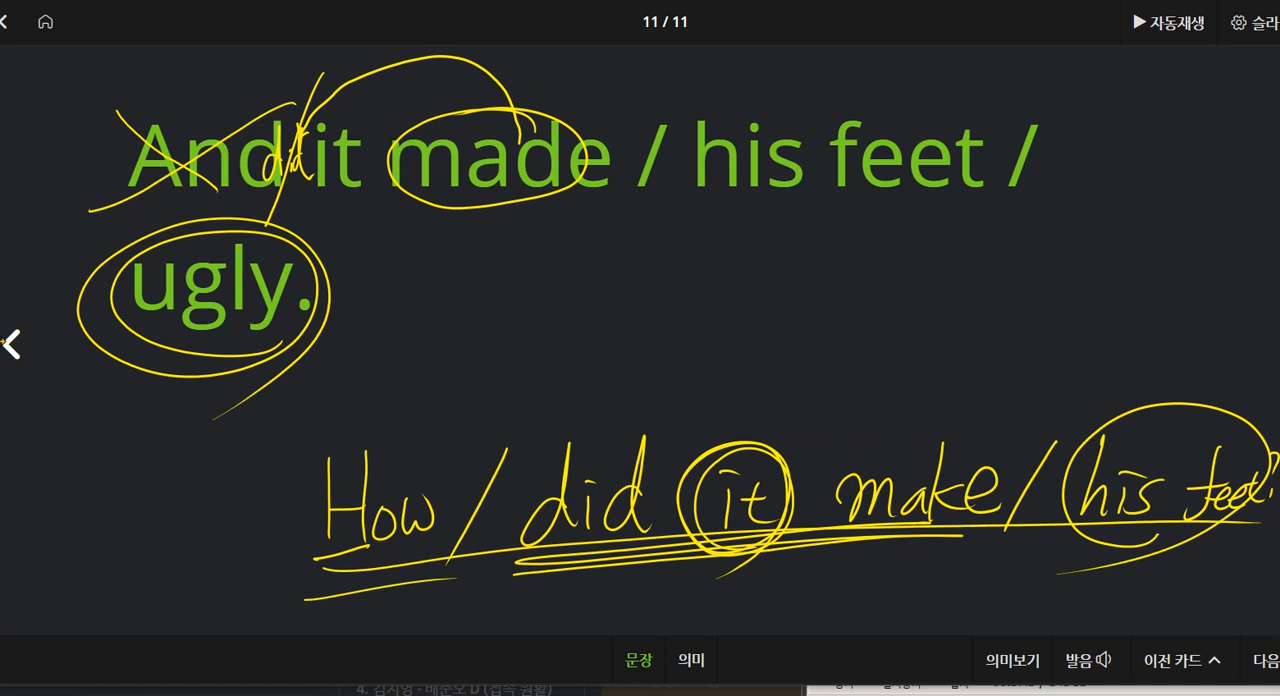 11 / 11
▶ 자동재생
슬라
And it made / his feet /
did
ugly.
How / did it make / his feet?
문장
의미
의미보기
발음
이전 카드
다음